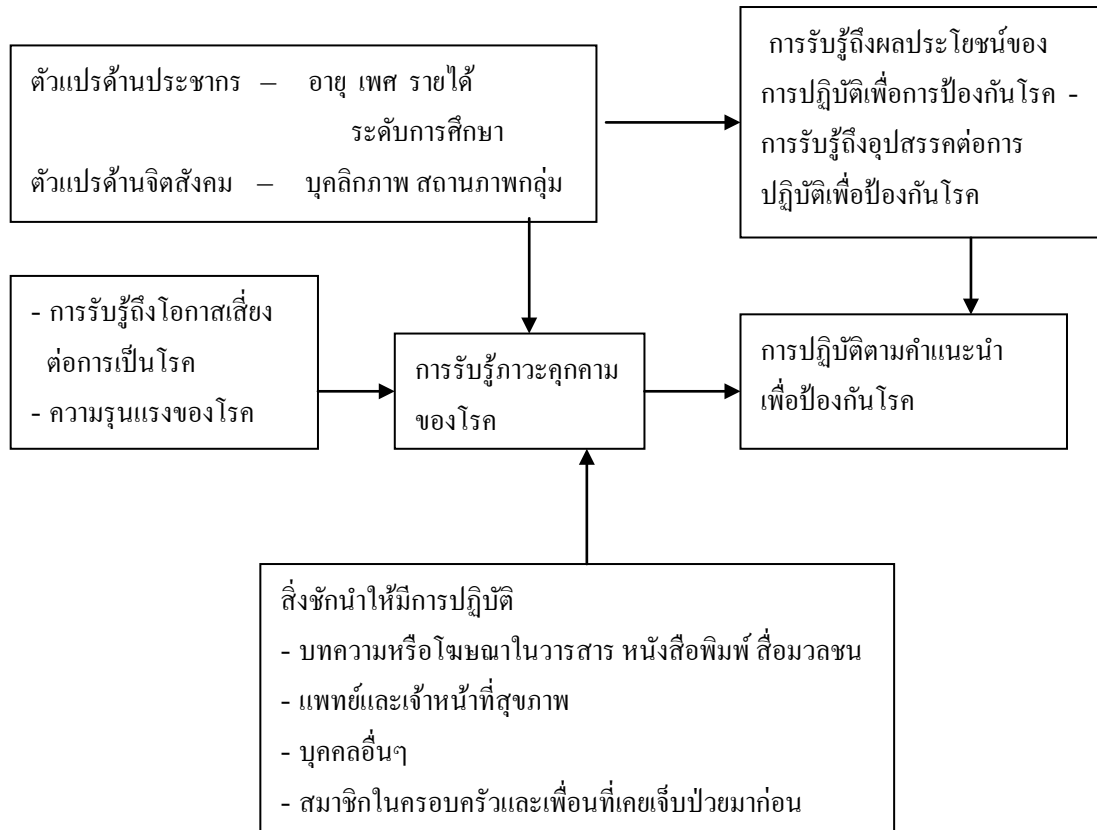 ตัวแปรด้านประชากร – อายุ เพศ รายได้
ระดับการศึกษา
ตัวแปรด้านจิตสังคม – บุคลิกภาพ สถานภาพกลุ่ม
การรับรู้ถึงผลประโยชน์ของ
การปฏิบัติเพื่อการป้องกันโรค -
การรับรู้ถึงอุปสรรคต่อการ
ปฏิบัติเพื่อป้องกันโรค
- การรับรู้ถึงโอกาสเสี่ยง
ต่อการเป็นโรค
- ความรุนแรงของโรค
การรับรู้ภาวะคุกคาม
ของโรค
การปฏิบัติตามคำแนะนำ
เพื่อป้องกันโรค
สิ่งชักนำให้มีการปฏิบัติ
- บทความหรือโฆษณาในวารสาร หนังสือพิมพ์ สื่อมวลชน
- แพทย์และเจ้าหน้าที่สุขภาพ
- บุคคลอื่นๆ
- สมาชิกในครอบครัวและเพื่อนที่เคยเจ็บป่วยมาก่อน